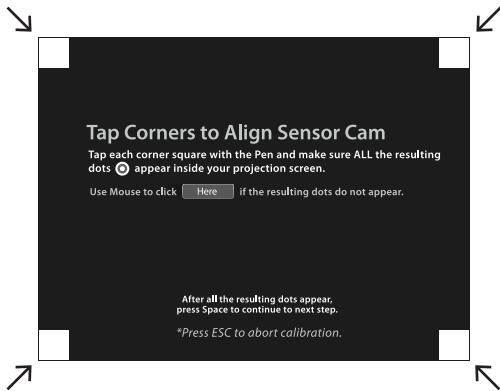 Tap Corners to Align Sensor Cam
Tap each corner square with the Pen and make sure ALL the resulting
dots appear inside your projection screen.
Use Mouse to click Here if the resulting dots do not appear.
After all the resulting dots appear,
press Space to continue to next step.
*Press ESC to abort calibration.